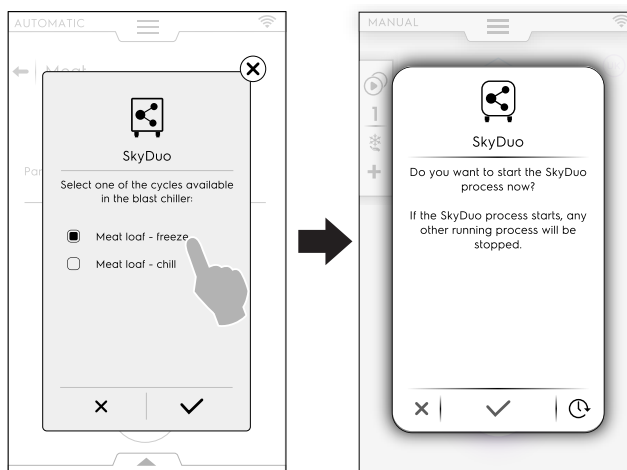 AUTOMATIC
Meat
Par
SkyDuo
Select one of the cycles available
in the blast chiller:
Meat loaf - freeze
Meat loaf - chill
MANUAL
1
SkyDuo
Do you want to start the SkyDuo
process now?
If the SkyDuo process starts, any
other running process will be
stopped.